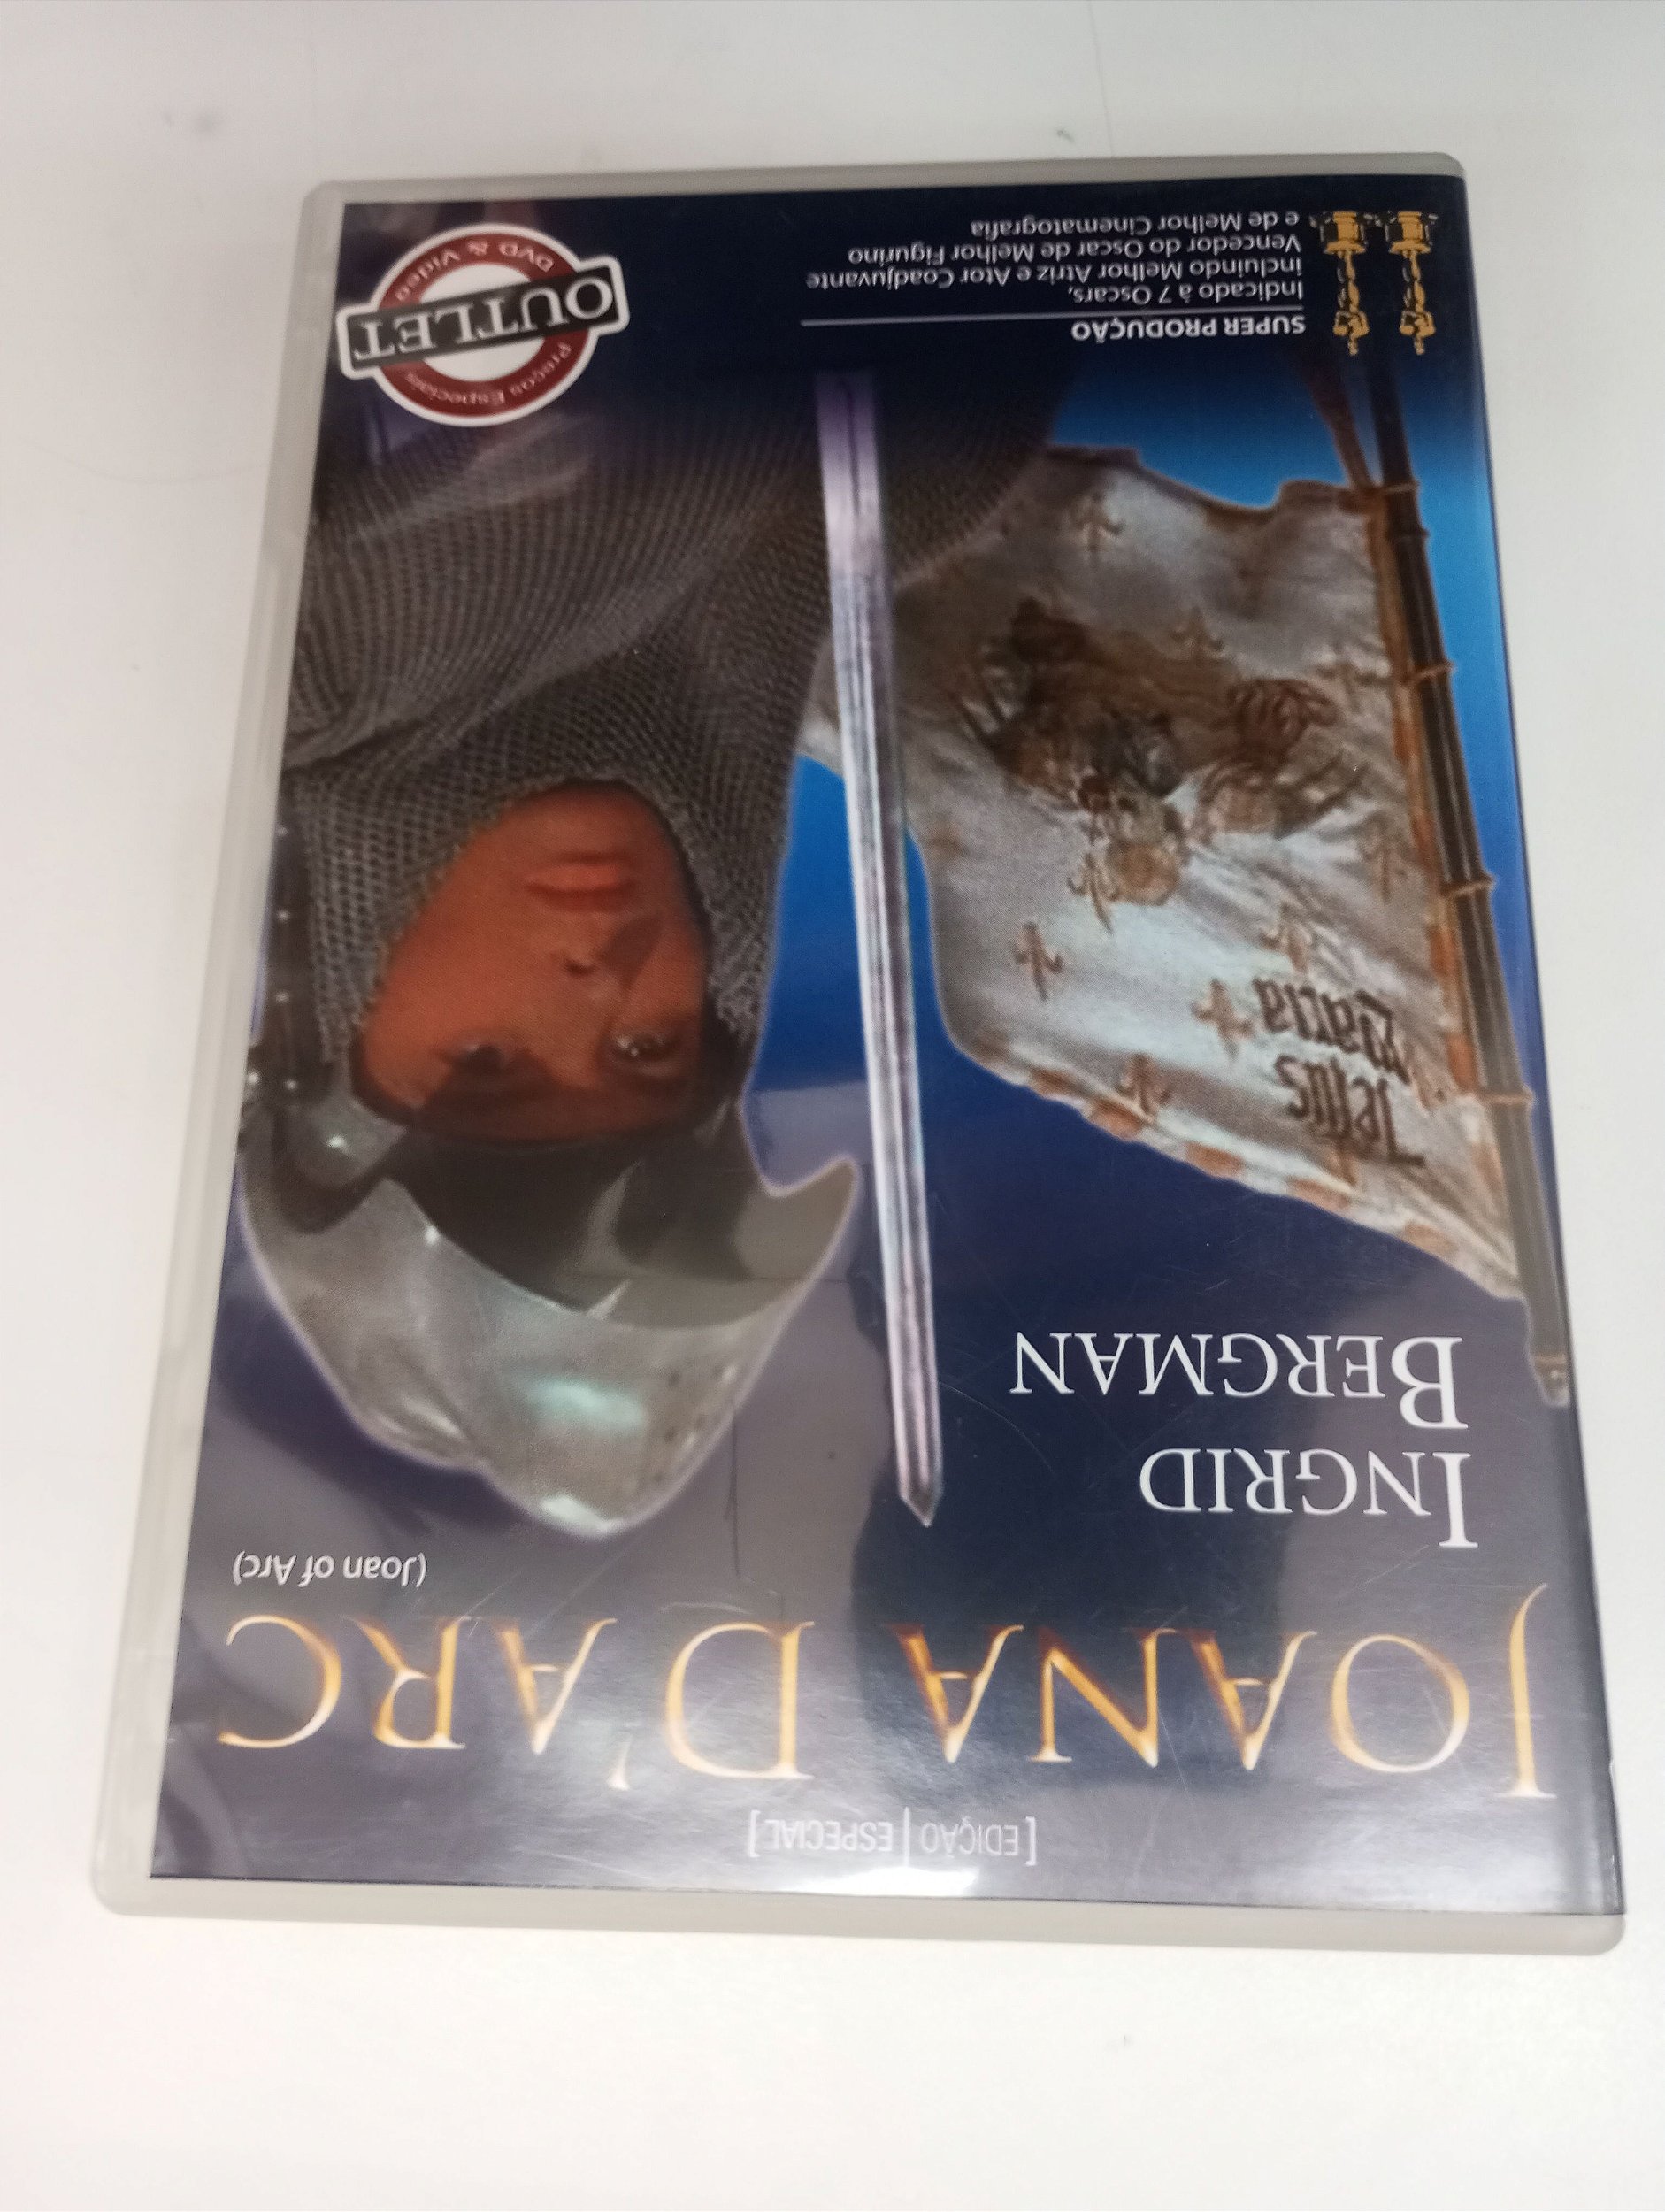 [EDIÇÃO | ESPECIAL]
JOANA D'ARC
(Joan of Arc)
INGRID
BERGMAN
Jesus
Maria
SUPER PRODUÇÃO
Indicado à 7 Oscars,
incluindo Melhor Atriz e Ator Coadjuvante
Vencedor do Oscar de Melhor Figurino
e de Melhor Cinematografia
Preços Especiais
OUTLET
DVD & Video